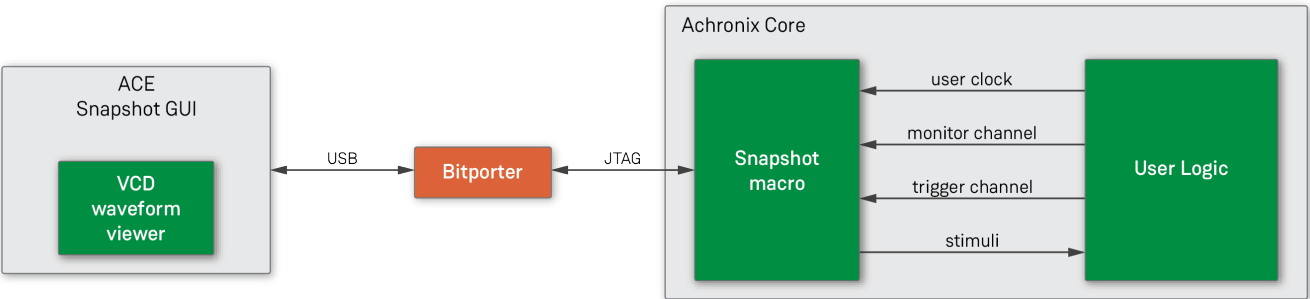 ACE
Snapshot GUI
VCD
waveform
viewer
USB
Bitporter
JTAG
Achronix Core
Snapshot
macro
user clock
monitor channel
trigger channel
stimuli
User Logic